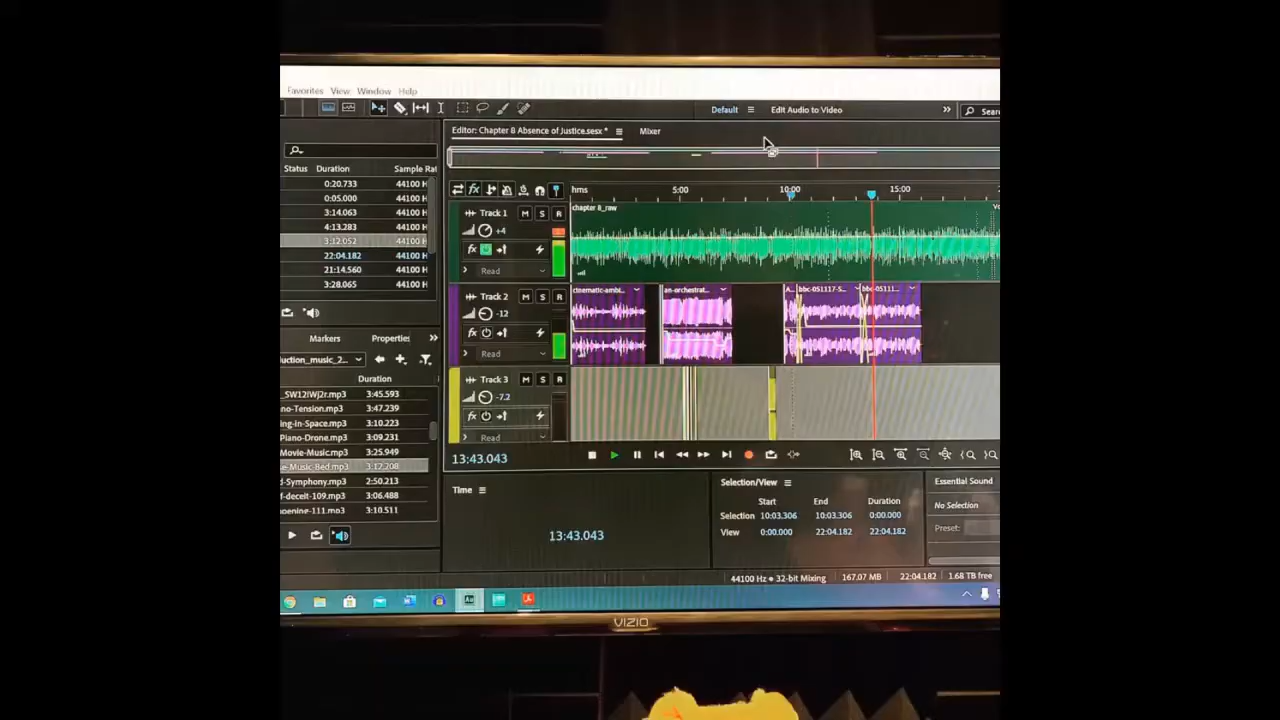 Favorites View Window Help
Default Edit Audio to Video
Editor: Chapter 8 Absence of Justice.sesx * Mixer
Status Duration Sample
hms 5:00 10:00 15:00
0:20.733 44100 H
0:05.000 44100 H
3:14.063 44100 H
4:13.283 44100 H
3:12.052 44100 H
22:04.182 44100 H
21:14.560 44100 H
3:28.065 44100 H
Track 1 M S R
chapter 8_raw
+4
fx
Read
Track 2 M S R
cinematic-ambi... an-orchestrat... A... bbc-051117-S... bbc-05111...
-12
fx
Read
Markers Properties
uction_music_2...
Duration
_SW12iWJ2r.mp3 3:45.593
no-Tension.mp3 3:47.239
ing-In-Space.mp3 3:10.223
Piano-Drone.mp3 3:09.231
Movie-Music.mp3 3:25.949
e-Music-Bed.mp3 3:12.208
d-Symphony.mp3 2:50.213
f-deceit-109.mp3 3:06.488
pening-111.mp3 3:10.511
Track 3 M S R
-7.2
fx
Read
13:43.043
Time
13:43.043
Selection/View
Start End Duration
Selection 10:03.306 10:03.306 0:00.000
View 0:00.000 22:04.182 22:04.182
Essential Sound
No Selection
Preset:
44100 Hz • 32-bit Mixing 167.07 MB 22:04.182 1.68 TB free
Au
VIZIO